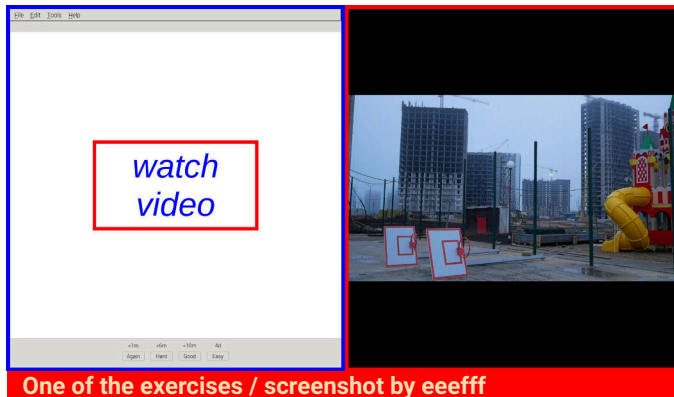 File Edit Tools Help
watch
video
<1m <6m <10m 4d
Again Hard Good Easy
One of the exercises / screenshot by eeefff